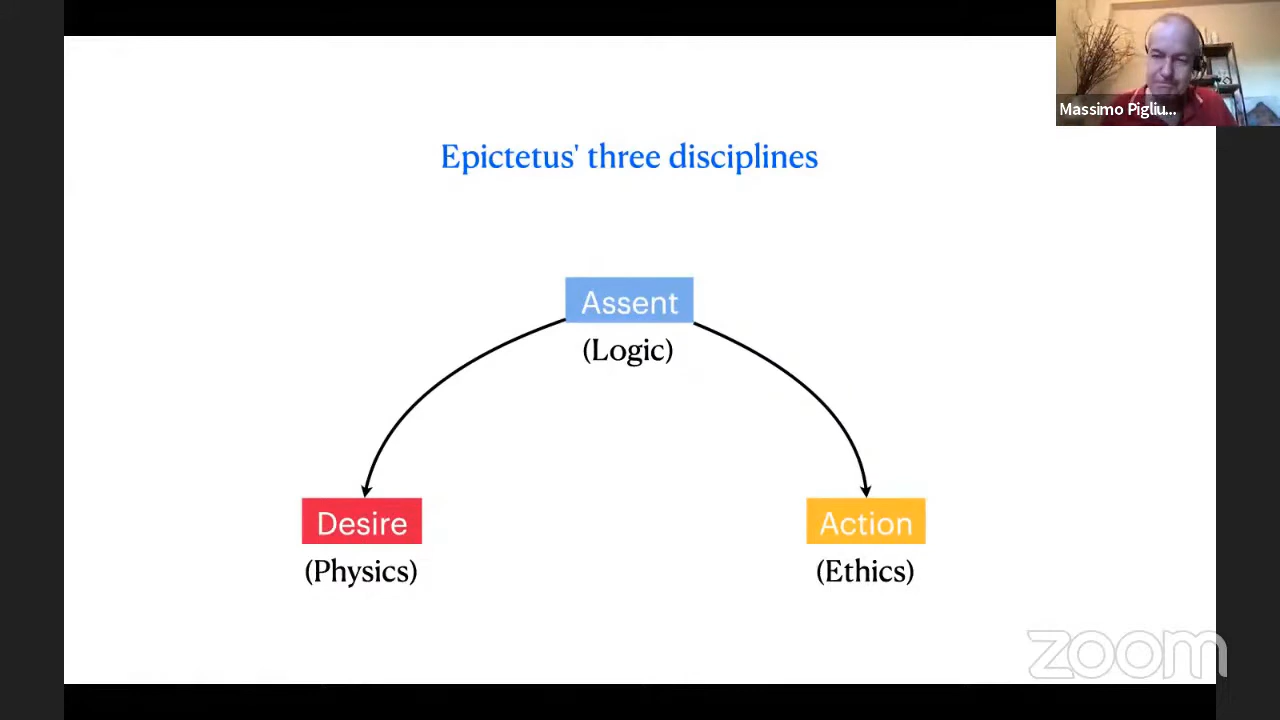 Massimo Pigliu...
Epictetus' three disciplines
Assent
(Logic)
Desire
(Physics)
Action
(Ethics)
zoom